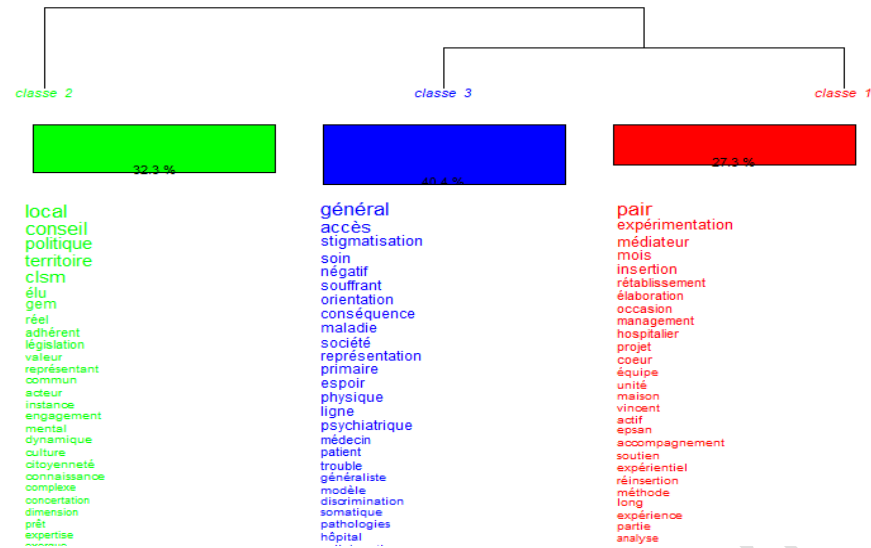 classe 2
classe 3
classe 1
32.3 %
40.4 %
27.3 %
local
conseil
politique
territoire
clsm
élu
gem
réel
adhérent
législation
valeur
représentant
commun
acteur
instance
engagement
mental
dynamique
culture
citoyenneté
connaissance
complexe
concertation
dimension
prêt
expertise
général
accès
stigmatisation
soin
négatif
souffrant
orientation
conséquence
maladie
société
représentation
primaire
espoir
physique
ligne
psychiatrique
médecin
patient
trouble
généraliste
modèle
discrimination
somatique
pathologies
hôpital
pair
expérimentation
médiateur
mois
insertion
rétablissement
élaboration
occasion
management
hospitalier
projet
coeur
équipe
unité
maison
vincent
actif
epsan
accompagnement
soutien
expérientiel
réinsertion
méthode
long
expérience
partie
analyse